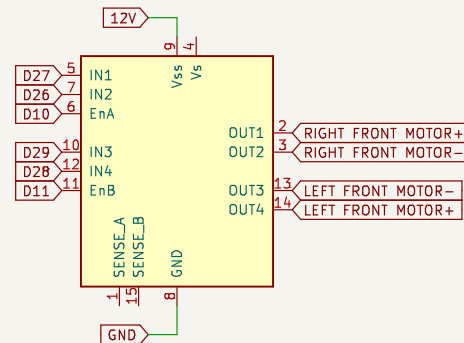 12V
9 4
Vss Vs
D27 5 IN1
D26 7 IN2
D10 6 EnA
OUT1 2 RIGHT FRONT MOTOR+
D29 10 IN3 OUT2 3 RIGHT FRONT MOTOR-
D28 12 IN4
D11 11 EnB OUT3 13 LEFT FRONT MOTOR-
OUT4 14 LEFT FRONT MOTOR+
SENSE_A SENSE_B GND
1 15 8
GND